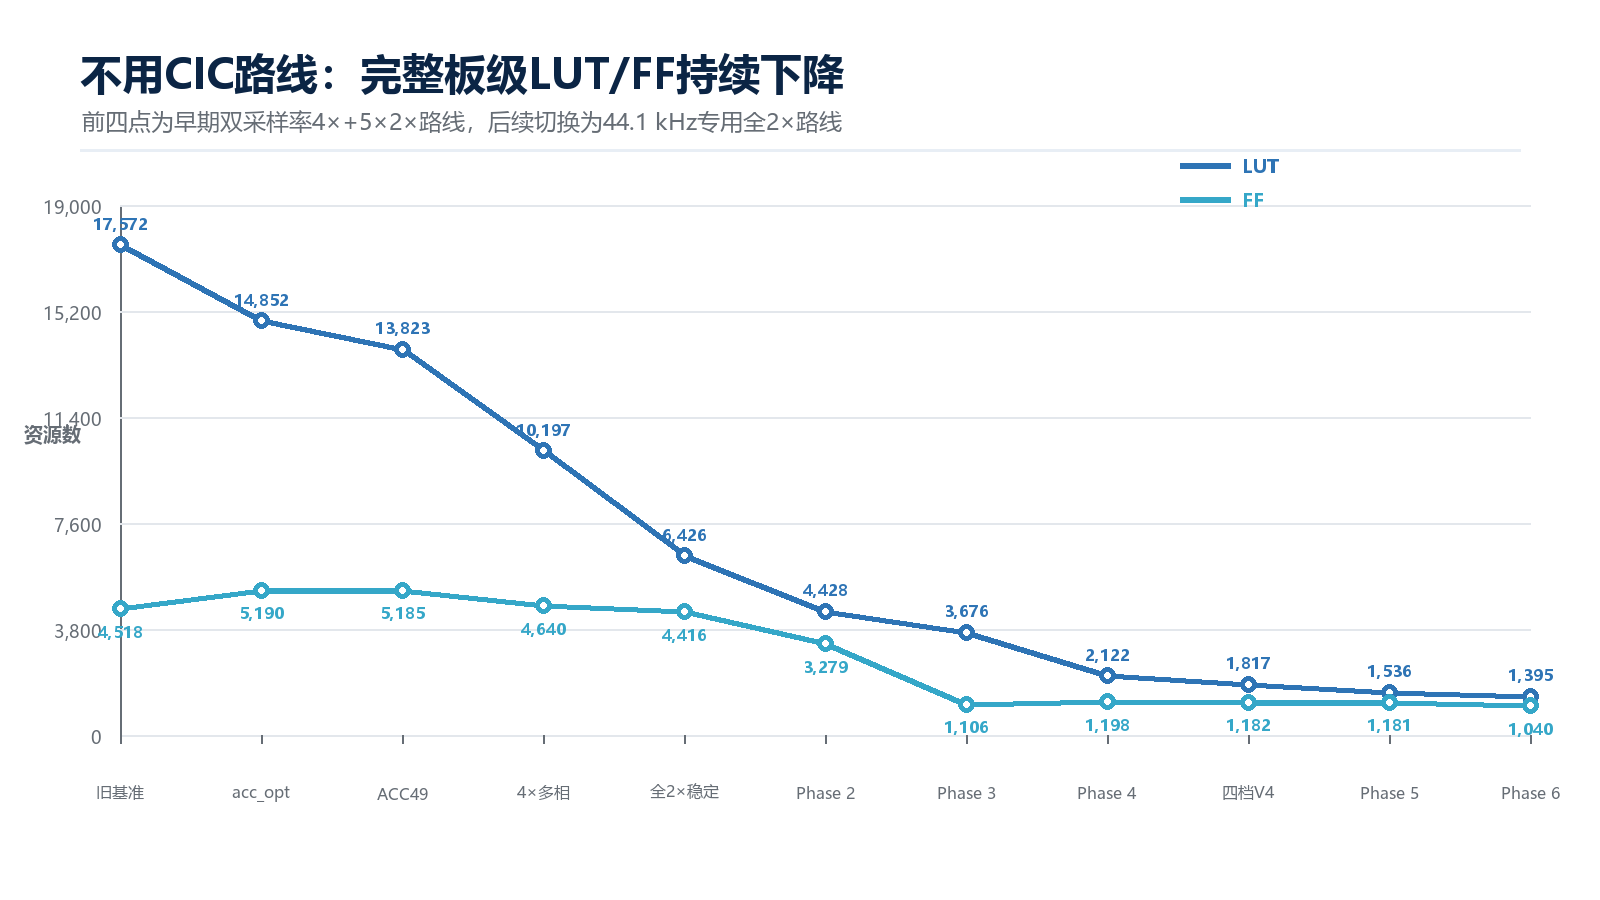 不用CIC路线：完整板级LUT/FF持续下降
前四点为早期双采样率4×+5×2×路线，后续切换为44.1 kHz专用全2×路线
LUT
FF
19,000
15,200
11,400
7,600
3,800
0
资源数
17,572
14,852
13,823
10,197
6,426
4,428
3,676
2,122
1,817
1,536
1,395
4,518
5,190
5,185
4,640
4,416
3,279
1,106
1,198
1,182
1,181
1,040
旧基准
acc_opt
ACC49
4×多相
全2×稳定
Phase 2
Phase 3
Phase 4
四档V4
Phase 5
Phase 6